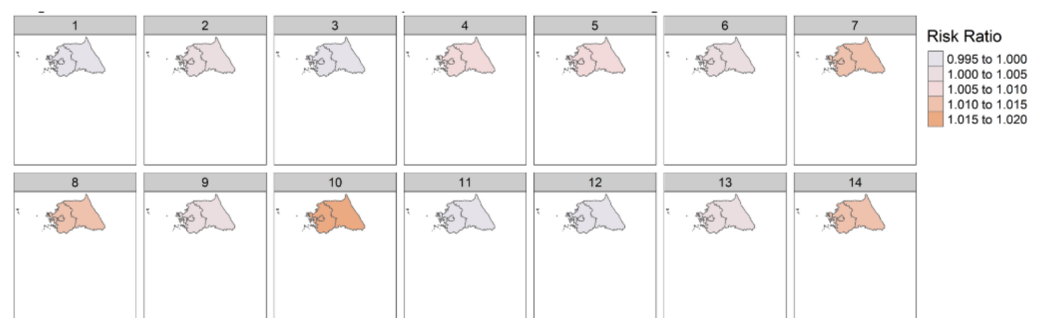 1 2 3 4 5 6 7
Risk Ratio
0.995 to 1.000
1.000 to 1.005
1.005 to 1.010
1.010 to 1.015
1.015 to 1.020
8 9 10 11 12 13 14